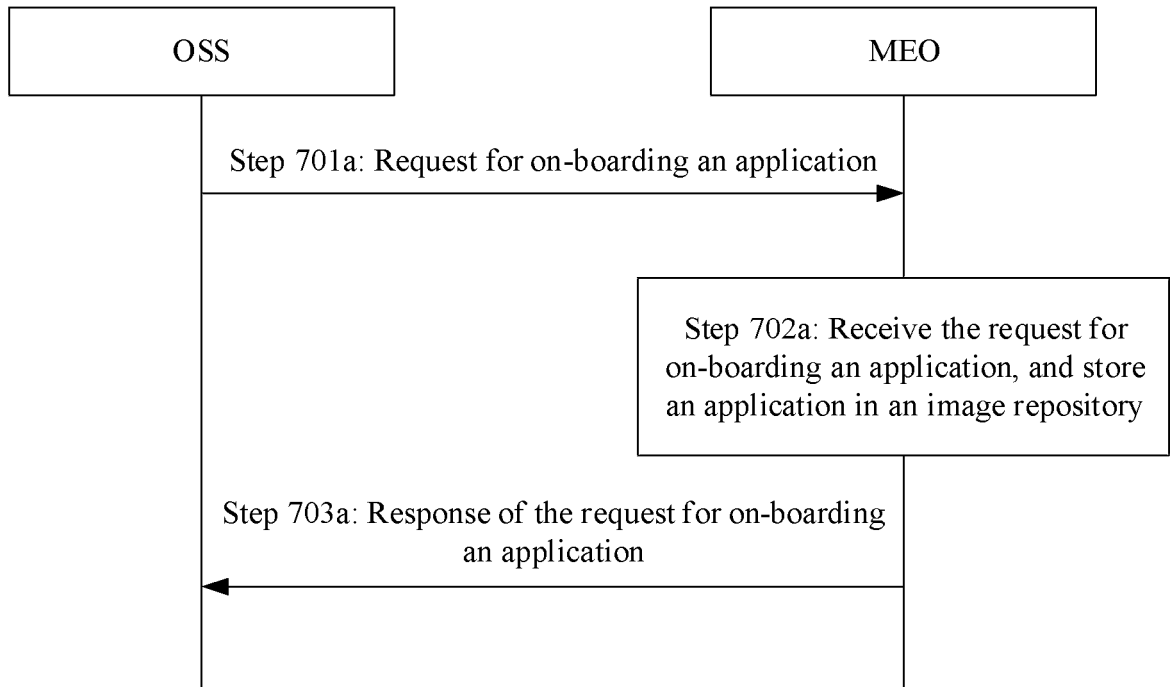 OSS
MEO
Step 701a: Request for on-boarding an application
Step 702a: Receive the request for
on-boarding an application, and store
an application in an image repository
Step 703a: Response of the request for on-boarding
an application